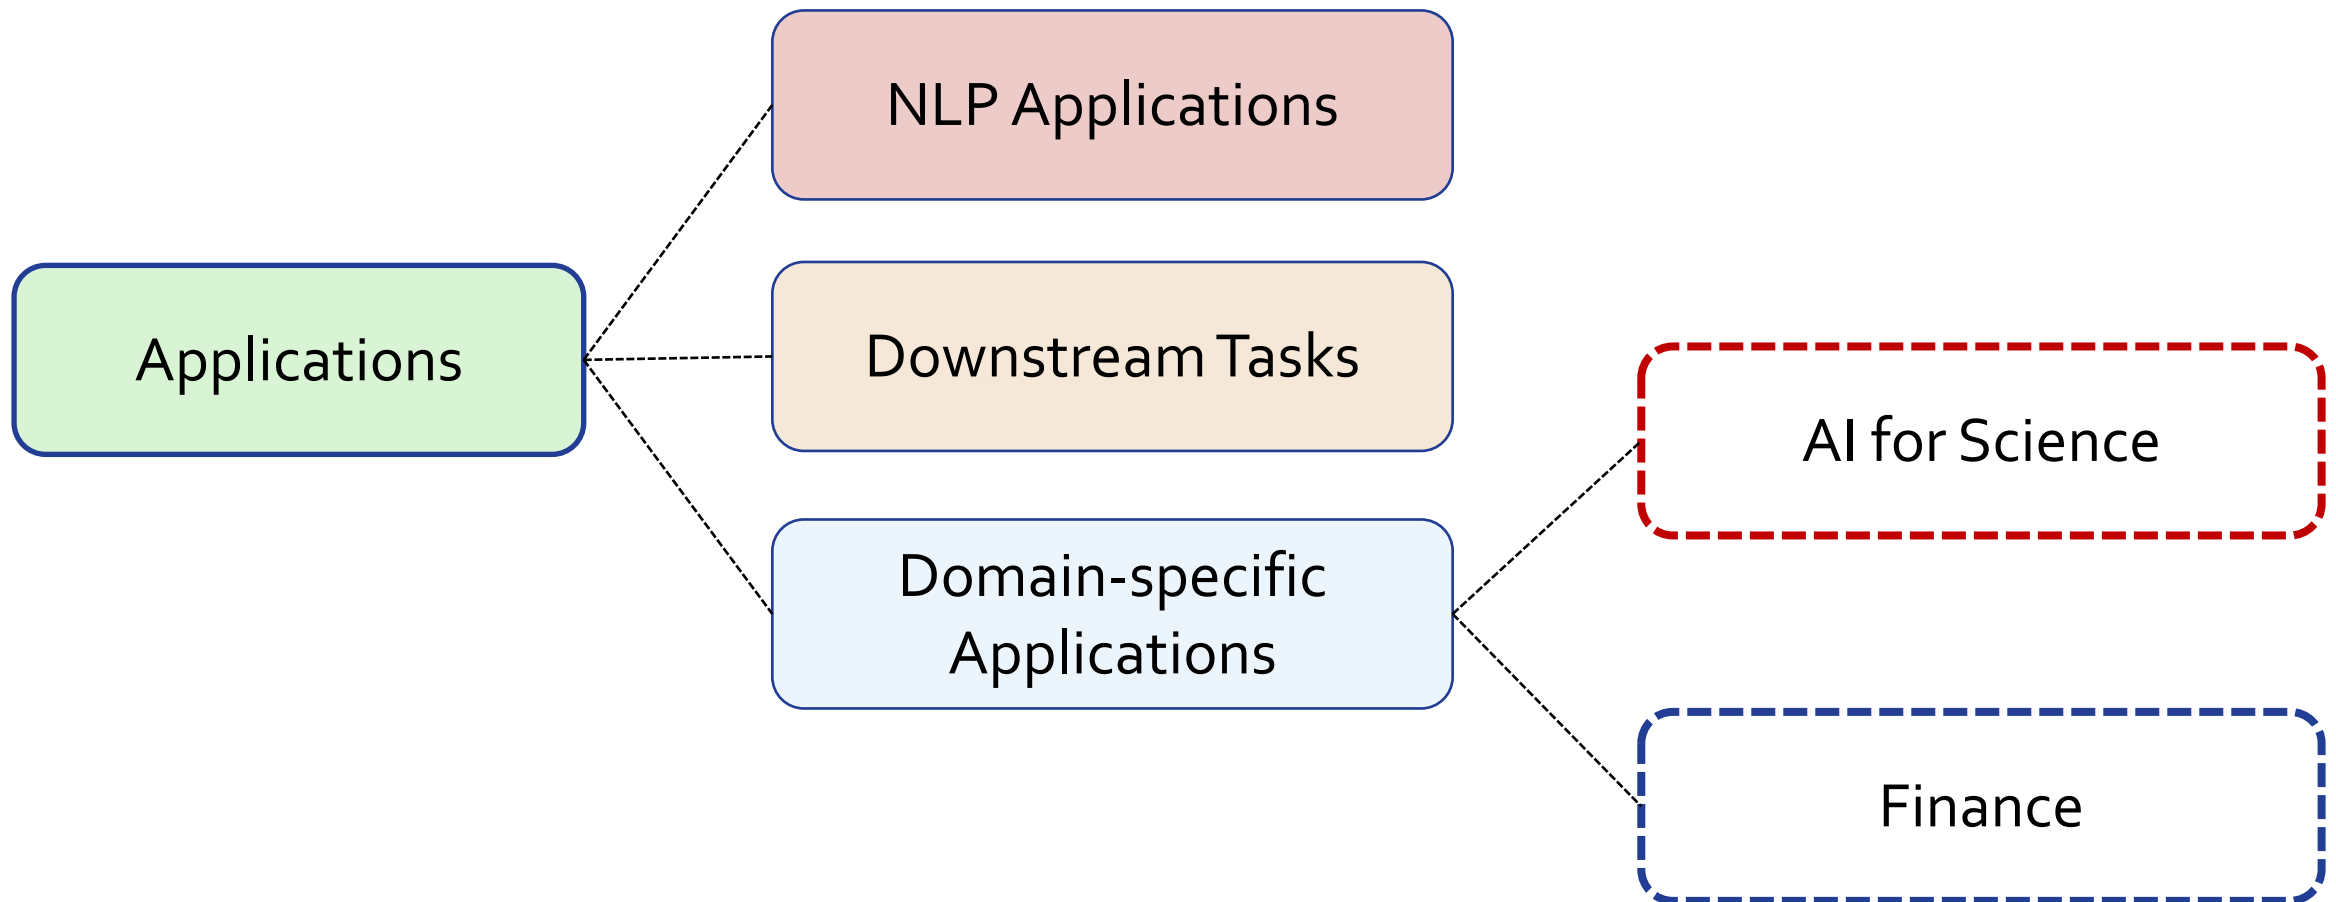 Applications
NLP Applications
Downstream Tasks
Domain-specific
Applications
AI for Science
Finance